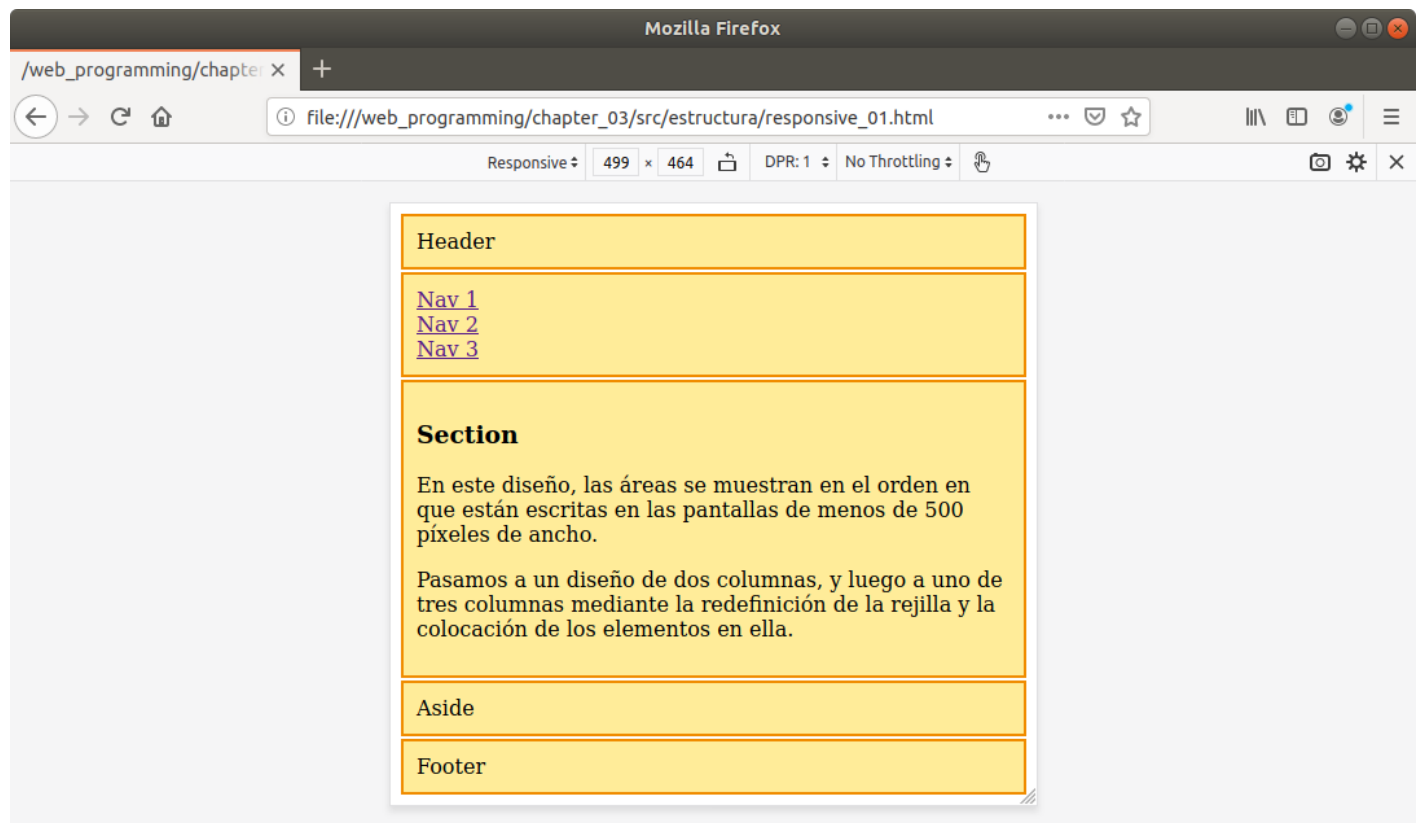 Mozilla Firefox
/web_programming/chapter
file:///web_programming/chapter_03/src/estructura/responsive_01.html
Responsive 499 × 464 DPR: 1 No Throttling
Header
Nav 1
Nav 2
Nav 3
Section
En este diseño, las áreas se muestran en el orden en
que están escritas en las pantallas de menos de 500
píxeles de ancho.
Pasamos a un diseño de dos columnas, y luego a uno de
tres columnas mediante la redefinición de la rejilla y la
colocación de los elementos en ella.
Aside
Footer